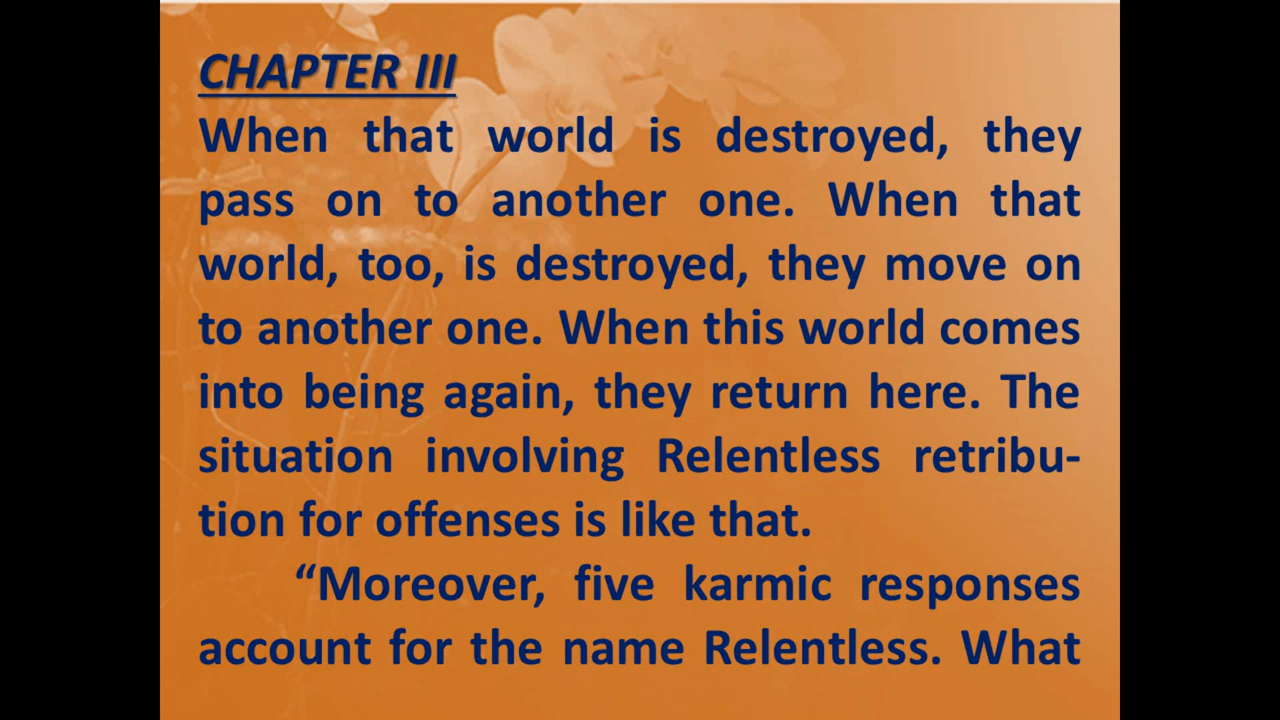 CHAPTER III
When that world is destroyed, they
pass on to another one. When that
world, too, is destroyed, they move on
to another one. When this world comes
into being again, they return here. The
situation involving Relentless retribu-
tion for offenses is like that.
“Moreover, five karmic responses
account for the name Relentless. What